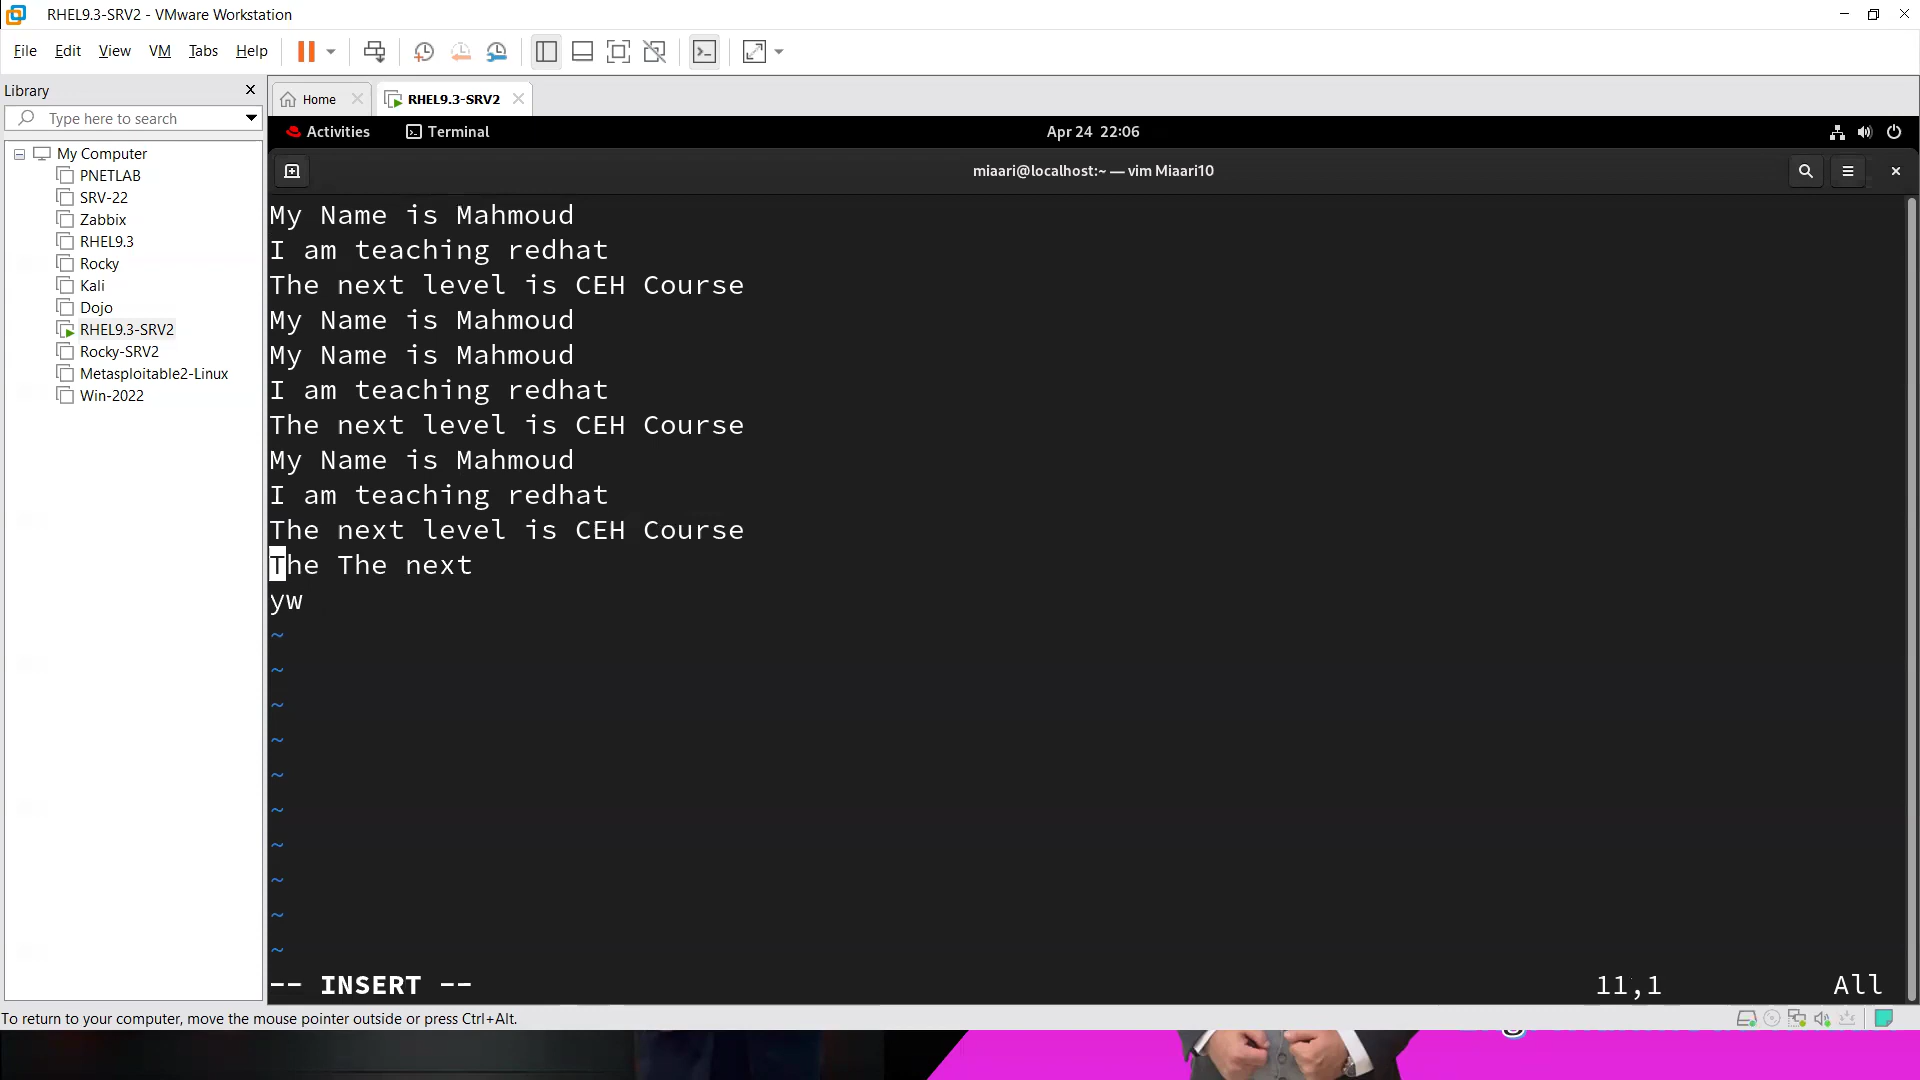 RHEL9.3-SRV2 - VMware Workstation
File Edit View VM Tabs Help
Library
Type here to search
My Computer
PNETLAB
SRV-22
Zabbix
RHEL9.3
Rocky
Kali
Dojo
RHEL9.3-SRV2
Rocky-SRV2
Metasploitable2-Linux
Win-2022
Home RHEL9.3-SRV2
Activities Terminal Apr 24 22:06
miaari@localhost:~ — vim Miaari10
My Name is Mahmoud
I am teaching redhat
The next level is CEH Course
My Name is Mahmoud
My Name is Mahmoud
I am teaching redhat
The next level is CEH Course
My Name is Mahmoud
I am teaching redhat
The next level is CEH Course
The The next
yw
~
~
~
~
~
~
~
~
~
~
-- INSERT -- 11,1 All
To return to your computer, move the mouse pointer outside or press Ctrl+Alt.